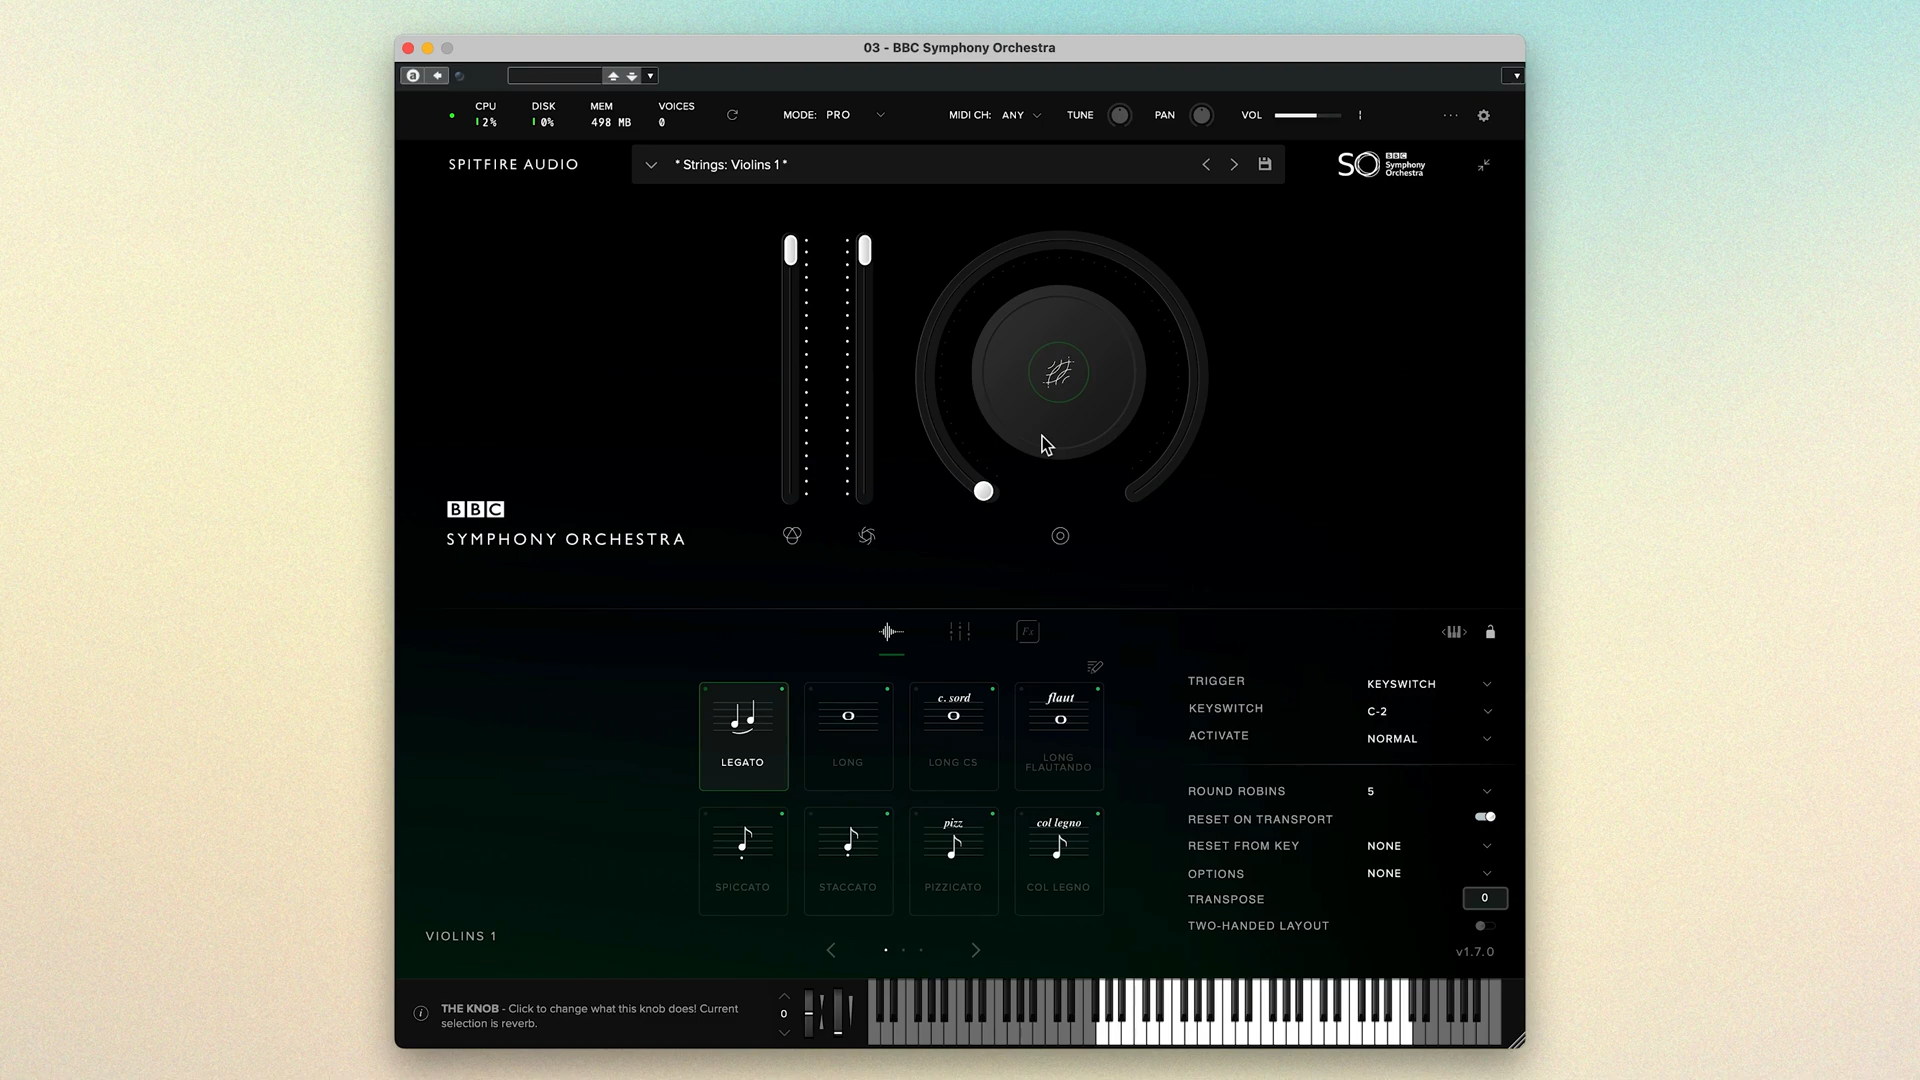 03 - BBC Symphony Orchestra
CPU
2%
DISK
0%
MEM
498 MB
VOICES
0
MODE: PRO
MIDI CH: ANY
TUNE
PAN
VOL
SPITFIRE AUDIO
* Strings: Violins 1 *
SO BBC
Symphony
Orchestra
BBC
SYMPHONY ORCHESTRA
Fx
LEGATO
LONG
c. sord
LONG CS
flaut
LONG
FLAUTANDO
SPICCATO
STACCATO
pizz
PIZZICATO
col legno
COL LEGNO
TRIGGER KEYSWITCH
KEYSWITCH C-2
ACTIVATE NORMAL
ROUND ROBINS 5
RESET ON TRANSPORT
RESET FROM KEY NONE
OPTIONS NONE
TRANSPOSE 0
TWO-HANDED LAYOUT
VIOLINS 1
v1.7.0
THE KNOB - Click to change what this knob does! Current
selection is reverb.
0